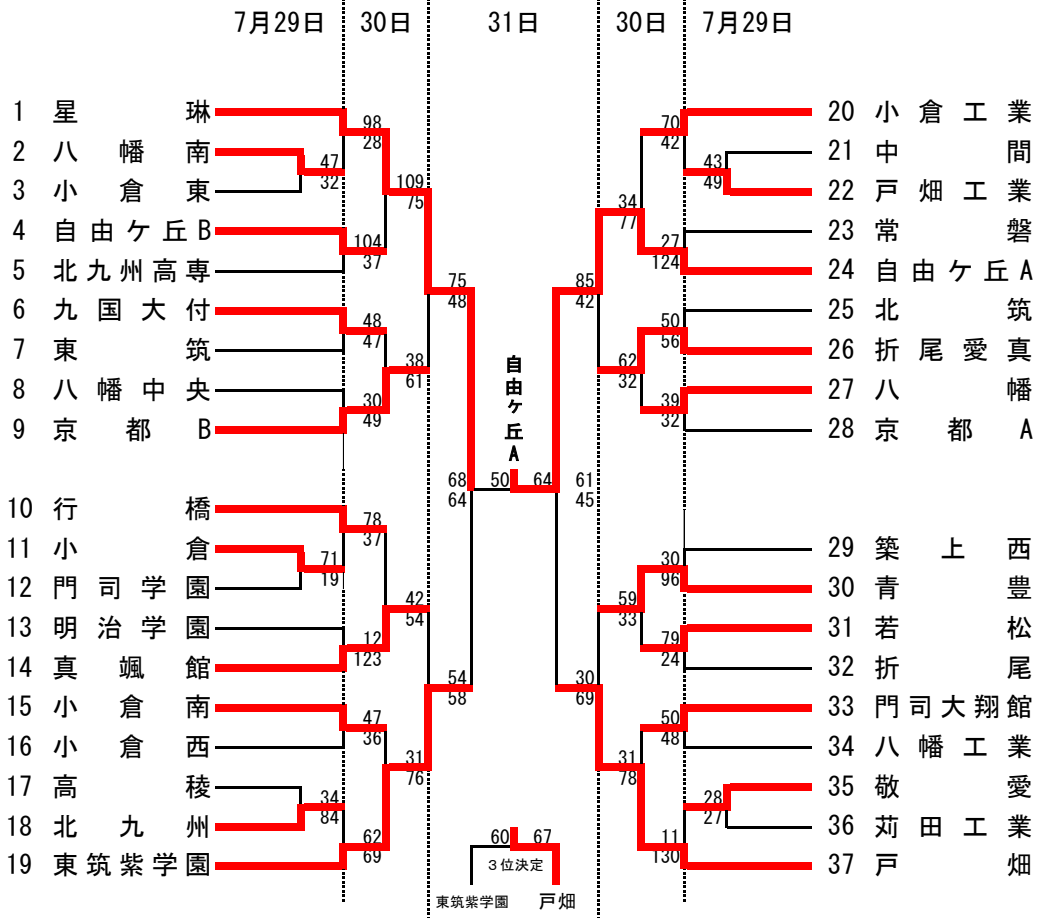 7月29日 30日 31日 30日 7月29日
1 星琳 98 28 70 42 20 小倉工業
2 八幡南 47 32 43 49 21 中間
3 小倉東 109 75 34 77 22 戸畑工業
4 自由ケ丘B 104 37 27 124 23 常磐
5 北九州高専 75 48 85 42 24 自由ケ丘A
6 九国大付 48 47 50 56 25 北筑
7 東筑 38 61 62 32 26 折尾愛真
8 八幡中央 30 49 39 32 27 八幡
9 京都B 28 京都A
自由ヶ丘A
68 64 50 64 61 45
10 行橋 78 37
11 小倉 71 19 30 96 29 築上西
12 門司学園 30 青豊
13 明治学園 42 54 59 33 31 若松
14 真颯館 12 123 79 24 32 折尾
15 小倉南 54 58 30 69 33 門司大翔館
16 小倉西 47 36 50 48 34 八幡工業
17 高稜 31 76 31 78 35 敬愛
18 北九州 34 84 28 27 36 苅田工業
19 東筑紫学園 62 69 60 67 11 130 37 戸畑
3位決定
東筑紫学園 戸畑